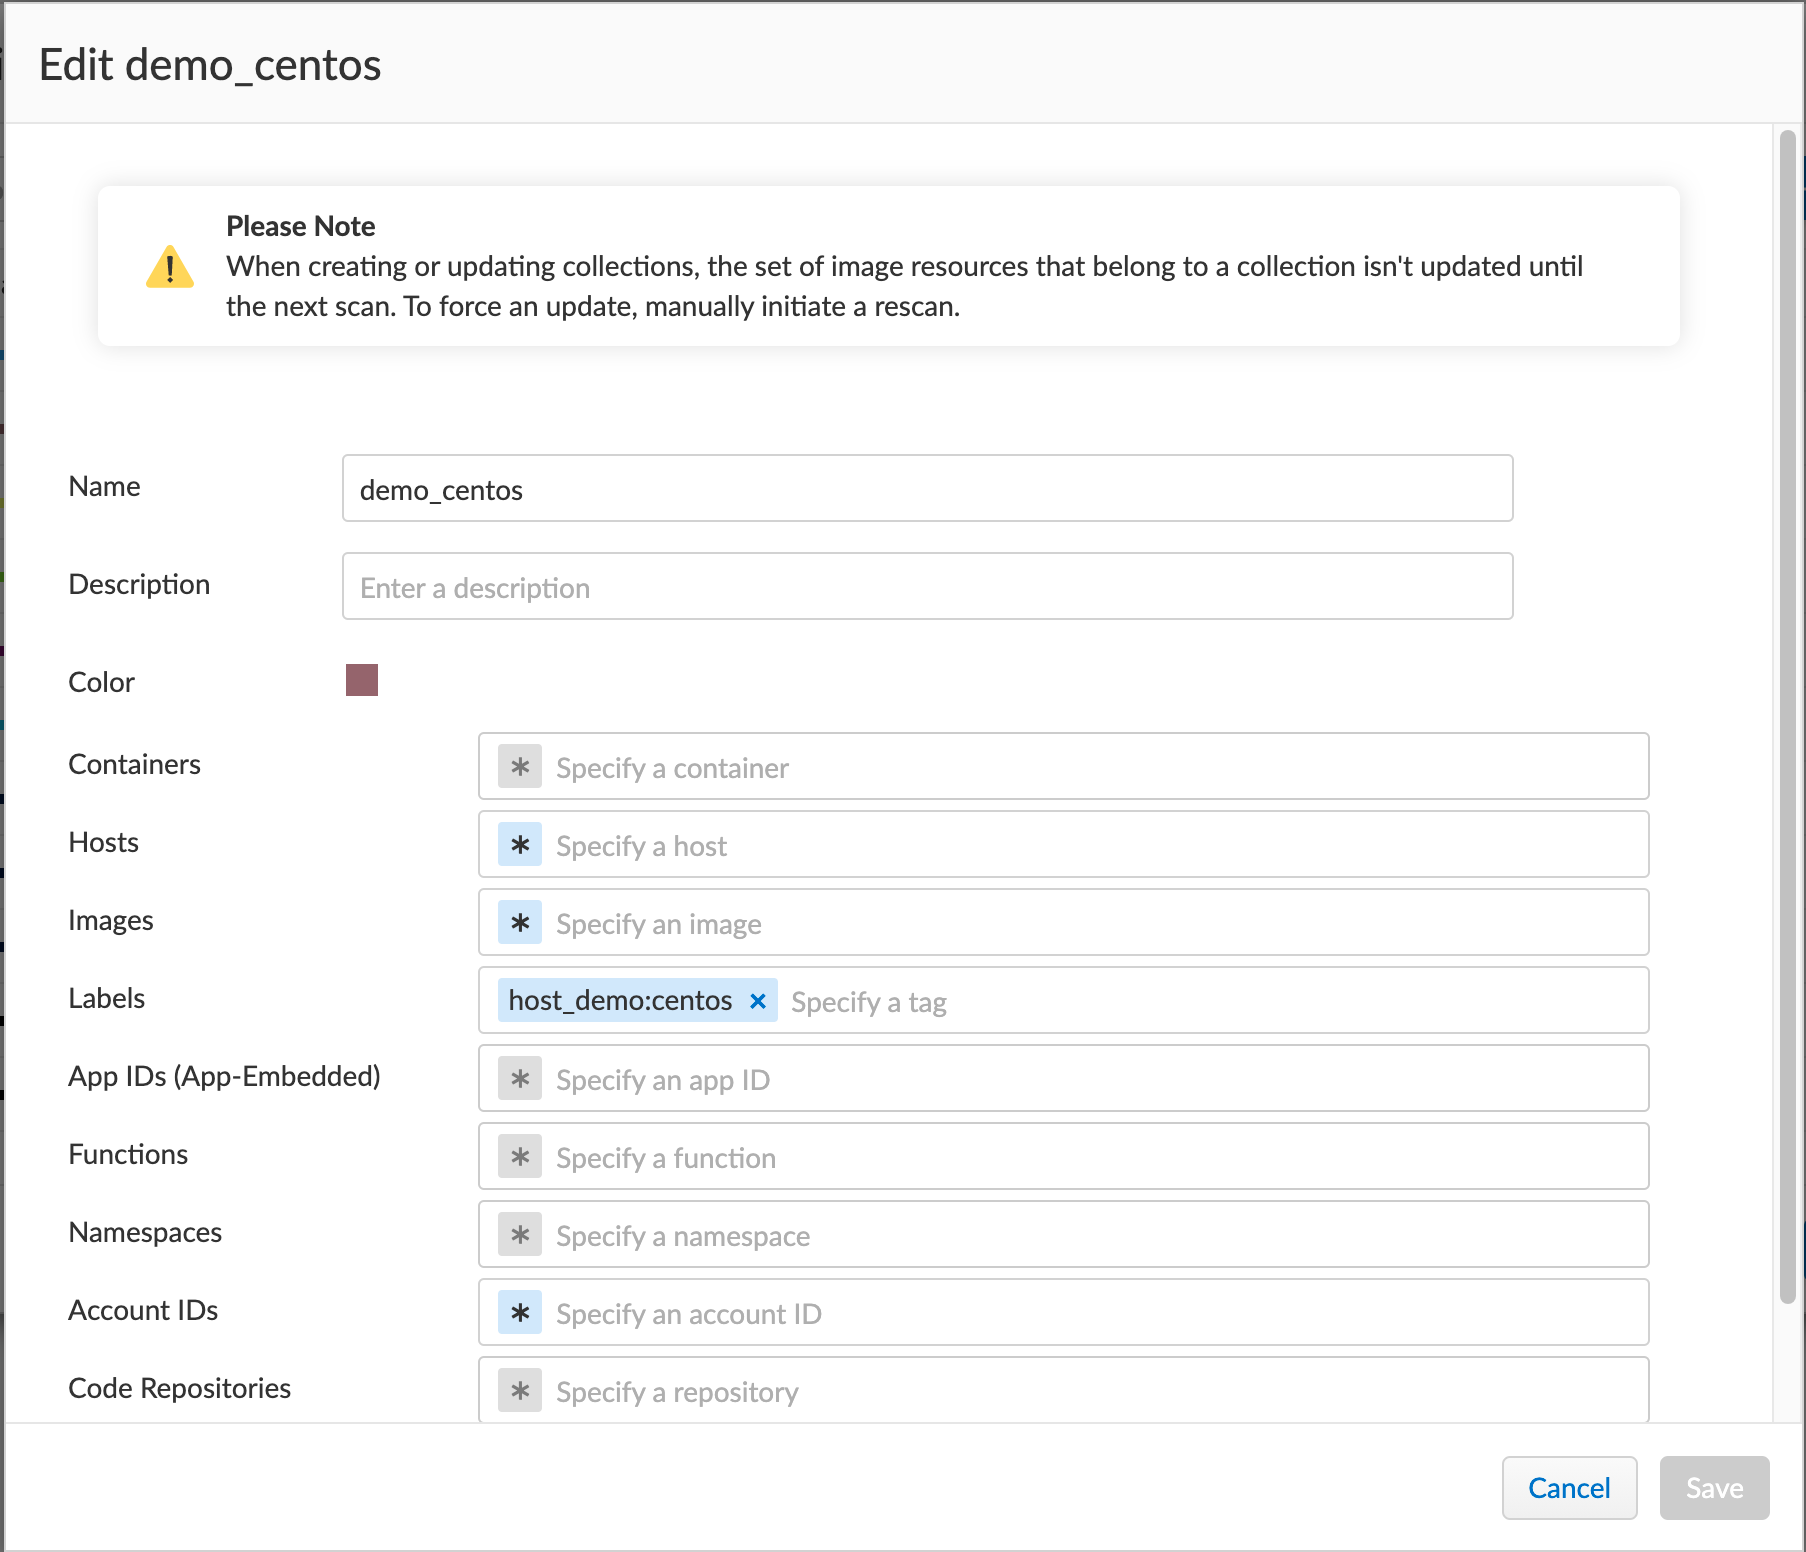 Edit demo_centos
Please Note
When creating or updating collections, the set of image resources that belong to a collection isn't updated until
the next scan. To force an update, manually initiate a rescan.
Name demo_centos
Description Enter a description
Color
Containers * Specify a container
Hosts * Specify a host
Images * Specify an image
Labels host_demo:centos × Specify a tag
App IDs (App-Embedded) * Specify an app ID
Functions * Specify a function
Namespaces * Specify a namespace
Account IDs * Specify an account ID
Code Repositories * Specify a repository
Cancel Save